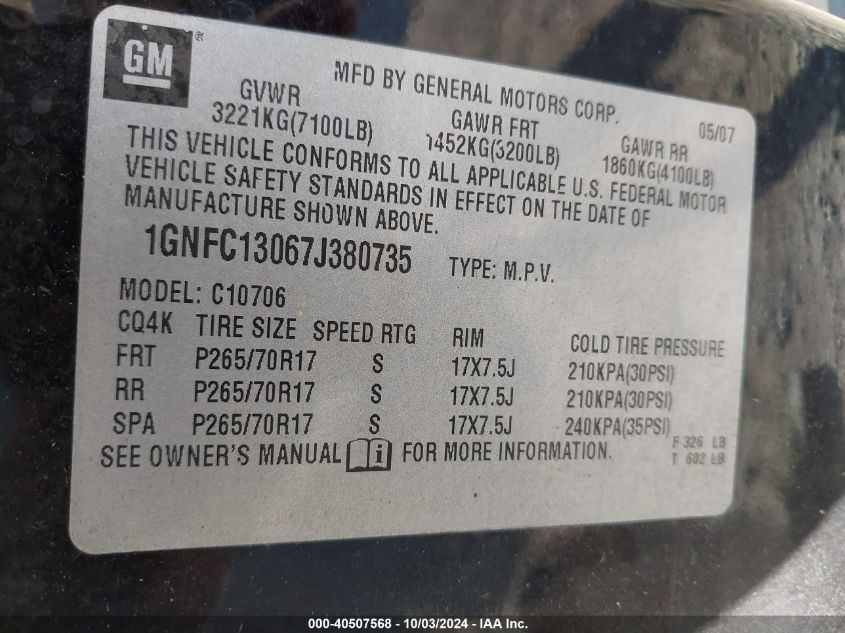 GM ®
MFD BY GENERAL MOTORS CORP.
05/07
GVWR GAWR FRT GAWR RR
3221KG(7100LB) 1452KG(3200LB) 1860KG(4100LB)
THIS VEHICLE CONFORMS TO ALL APPLICABLE U.S. FEDERAL MOTOR
VEHICLE SAFETY STANDARDS IN EFFECT ON THE DATE OF
MANUFACTURE SHOWN ABOVE.
1GNFC13067J380735 TYPE: M.P.V.
MODEL: C10706
CQ4K TIRE SIZE SPEED RTG RIM COLD TIRE PRESSURE
FRT P265/70R17 S 17X7.5J 210KPA(30PSI)
RR P265/70R17 S 17X7.5J 210KPA(30PSI)
SPA P265/70R17 S 17X7.5J 240KPA(35PSI)
SEE OWNER'S MANUAL i FOR MORE INFORMATION.
F 326 LB
T 602 LB
000-40507568 - 10/03/2024 - IAA Inc.